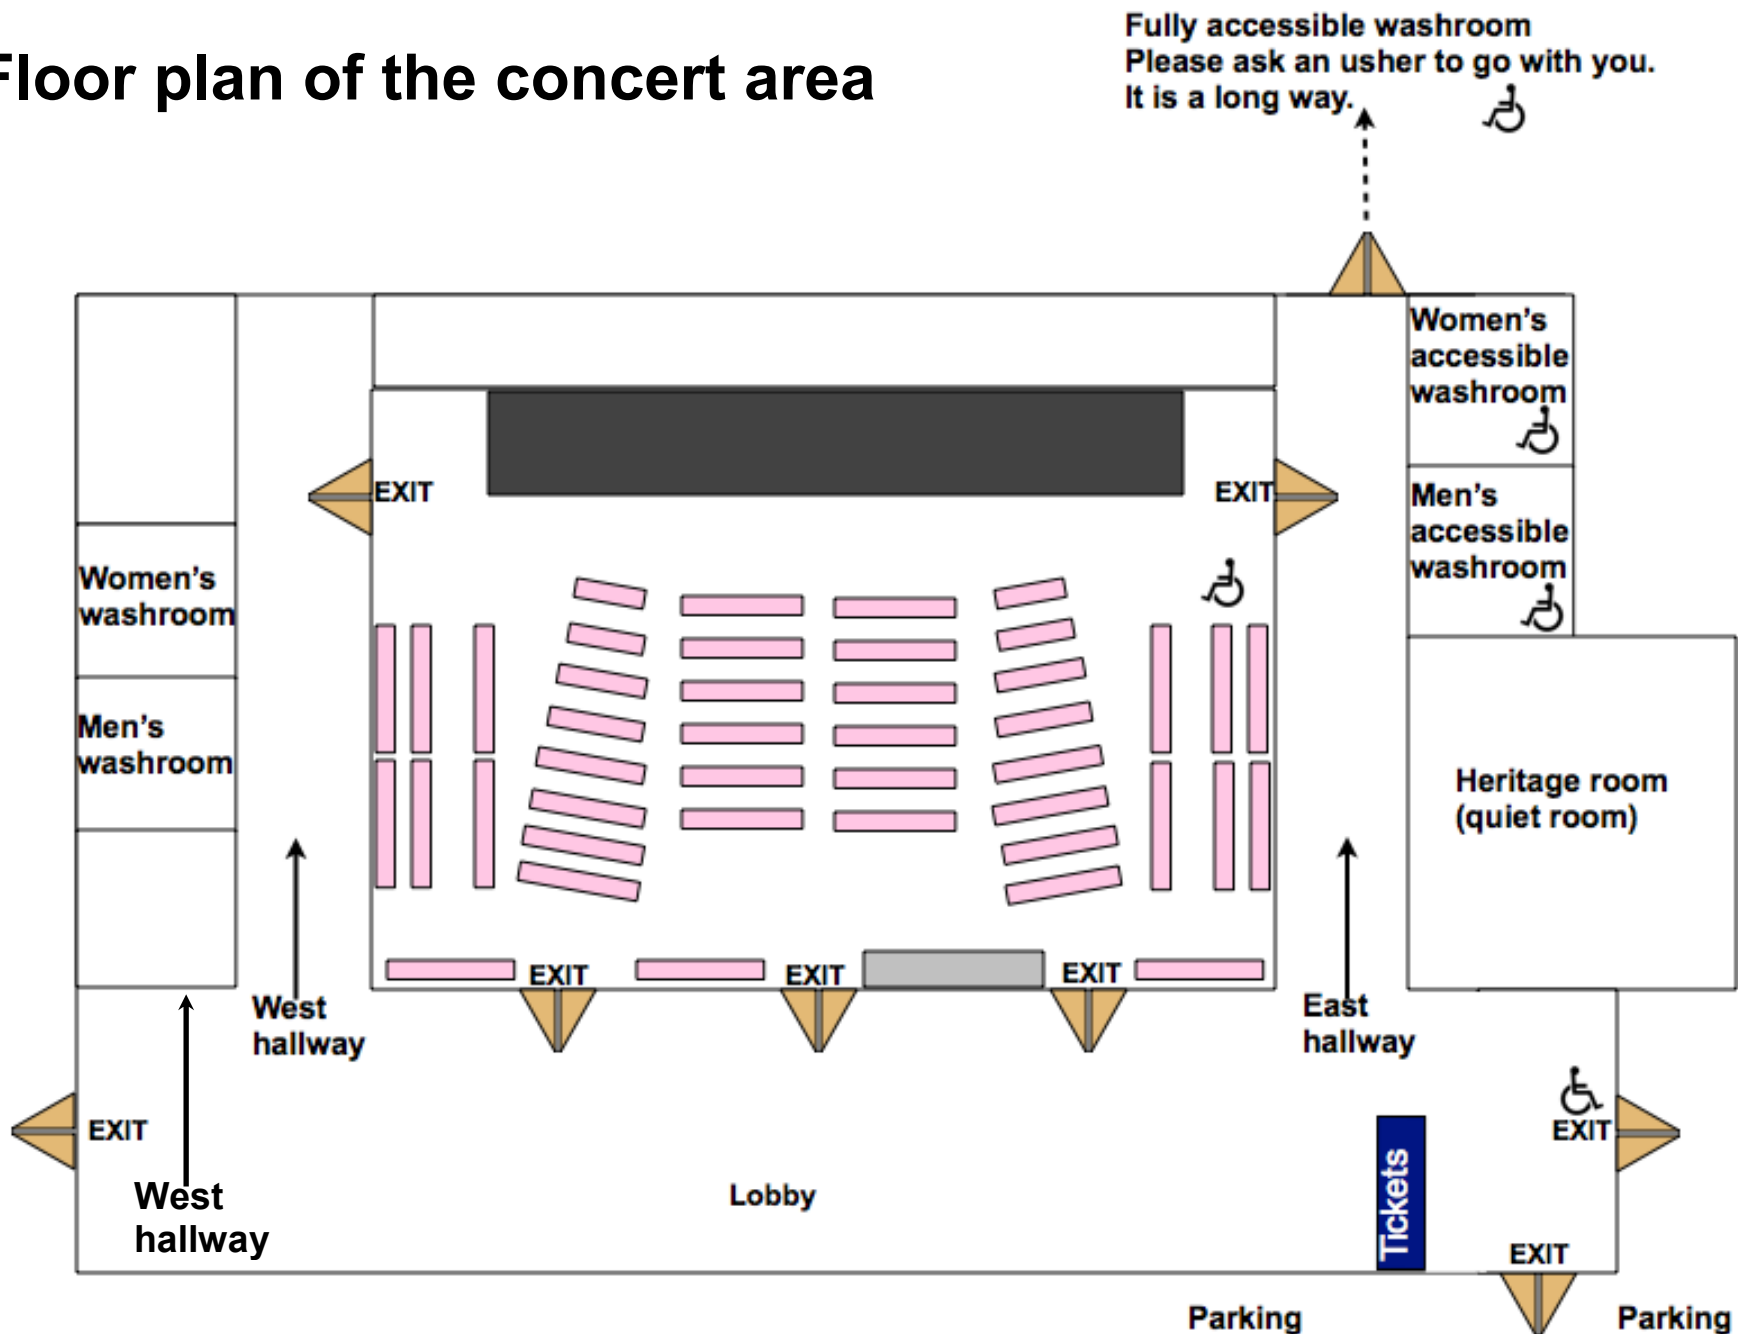 Fully accessible washroom
Please ask an usher to go with you.
It is a long way.
Floor plan of the concert area
Women's
accessible
washroom
EXIT
EXIT
Men's
accessible
washroom
Women's
washroom
Men's
washroom
Heritage room
(quiet room)
EXIT
EXIT
EXIT
West
hallway
East
hallway
EXIT
EXIT
West
hallway
Lobby
Tickets
EXIT
Parking
Parking